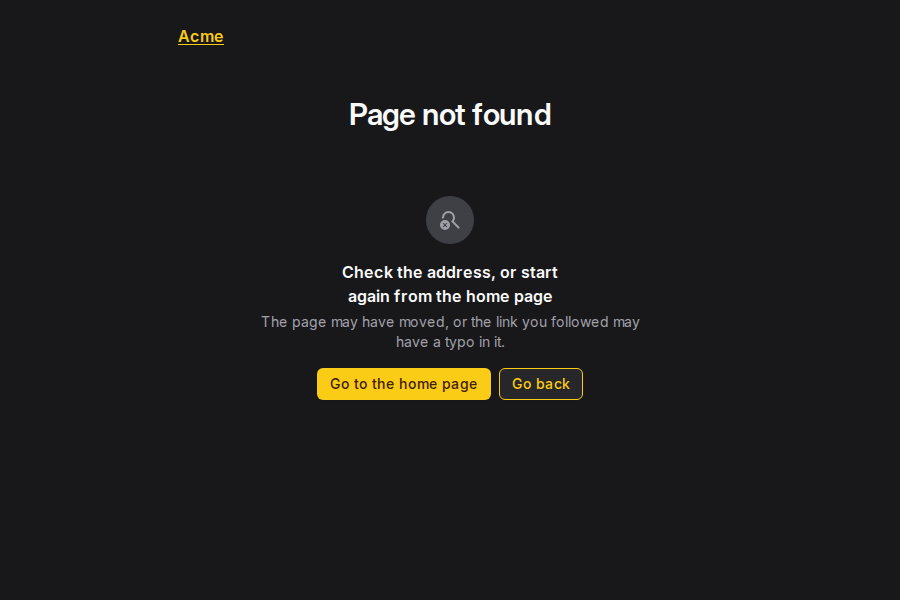 Acme
Page not found
Check the address, or start
again from the home page
The page may have moved, or the link you followed may
have a typo in it.
Go to the home page
Go back